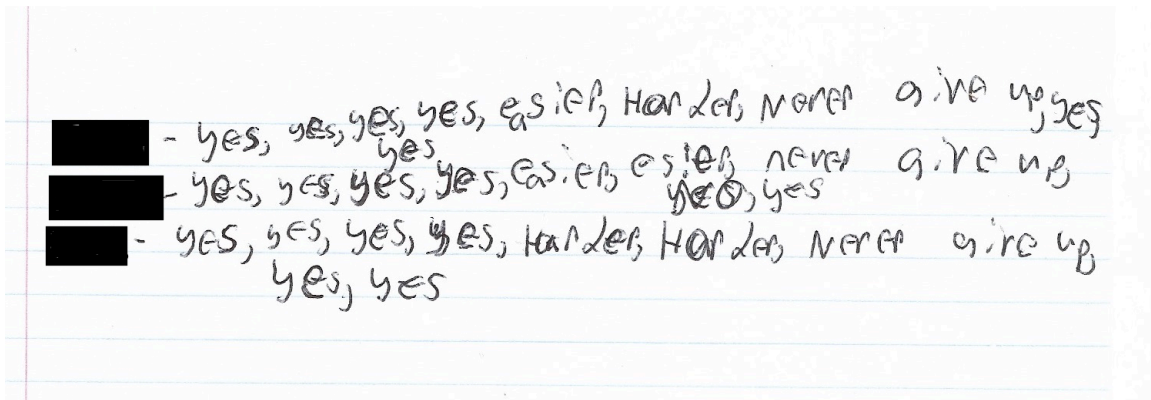 - yes, yes, yes, yes, easier, Harder, Never give up, yes,
yes
- yes, yes, yes, yes, easier, easier, never give up,
yes, yes
- yes, yes, yes, yes, Harder, Harder, Never give up,
yes, yes